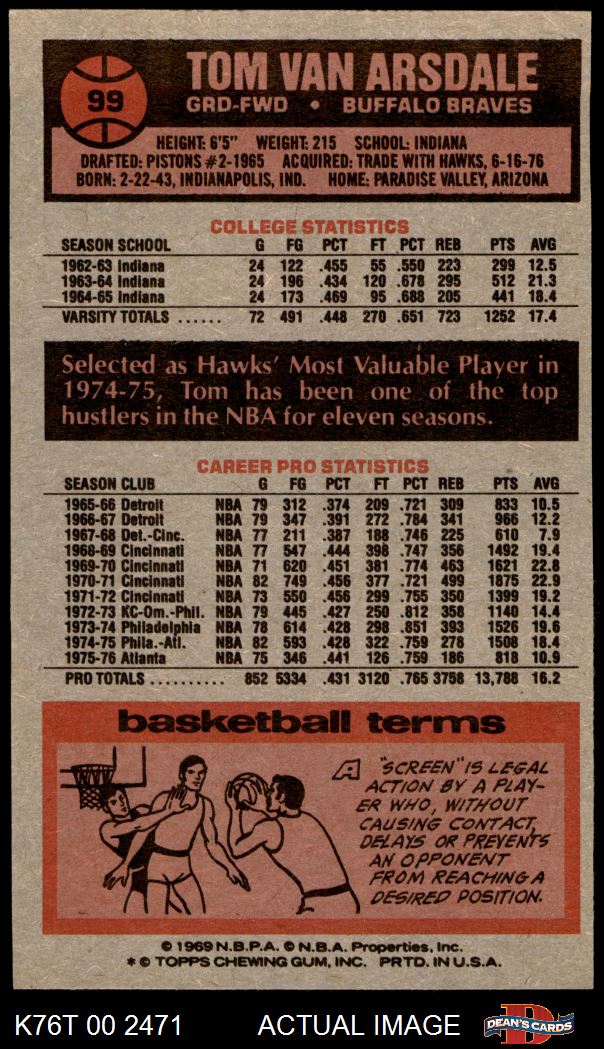 99
TOM VAN ARSDALE
GRD-FWD • BUFFALO BRAVES
HEIGHT: 6'5" WEIGHT: 215 SCHOOL: INDIANA
DRAFTED: PISTONS #2-1965 ACQUIRED: TRADE WITH HAWKS, 6-16-76
BORN: 2-22-43, INDIANAPOLIS, IND. HOME: PARADISE VALLEY, ARIZONA
COLLEGE STATISTICS
SEASON SCHOOL G FG PCT FT PCT REB PTS AVG
1962-63 Indiana 24 122 .455 55 .550 223 299 12.5
1963-64 Indiana 24 196 .434 120 .678 295 512 21.3
1964-65 Indiana 24 173 .469 95 .688 205 441 18.4
VARSITY TOTALS ...... 72 491 .448 270 .651 723 1252 17.4
Selected as Hawks' Most Valuable Player in
1974-75, Tom has been one of the top
hustlers in the NBA for eleven seasons.
CAREER PRO STATISTICS
SEASON CLUB G FG PCT FT PCT REB PTS AVG
1965-66 Detroit NBA 79 312 .374 209 .721 309 833 10.5
1966-67 Detroit NBA 79 347 .391 272 .784 341 966 12.2
1967-68 Det.-Cinc. NBA 77 211 .387 188 .746 225 610 7.9
1968-69 Cincinnati NBA 77 547 .444 398 .747 356 1492 19.4
1969-70 Cincinnati NBA 71 620 .451 381 .774 463 1621 22.8
1970-71 Cincinnati NBA 82 749 .456 377 .721 499 1875 22.9
1971-72 Cincinnati NBA 73 550 .456 299 .755 350 1399 19.2
1972-73 KC-Om.-Phil. NBA 79 445 .427 250 .812 358 1140 14.4
1973-74 Philadelphia NBA 78 614 .428 298 .851 393 1526 19.6
1974-75 Phila.-Atl. NBA 82 593 .428 322 .759 278 1508 18.4
1975-76 Atlanta NBA 75 346 .441 126 .759 186 818 10.9
PRO TOTALS .......... 852 5334 .431 3120 .765 3758 13,788 16.2
basketball terms
A "SCREEN" IS LEGAL
ACTION BY A PLAY-
ER WHO, WITHOUT
CAUSING CONTACT,
DELAYS OR PREVENTS
AN OPPONENT
FROM REACHING A
DESIRED POSITION.
© 1969 N.B.P.A. © N.B.A. Properties, Inc.
* © TOPPS CHEWING GUM, INC. PRTD. IN U.S.A.
K76T 00 2471 ACTUAL IMAGE
D
DEAN'S CARDS